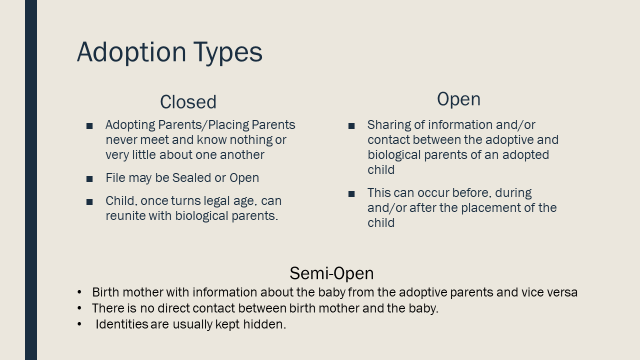 Adoption Types
Closed
■ Adopting Parents/Placing Parents
never meet and know nothing or
very little about one another
■ File may be Sealed or Open
■ Child, once turns legal age, can
reunite with biological parents.
Open
■ Sharing of information and/or
contact between the adoptive and
biological parents of an adopted
child
■ This can occur before, during
and/or after the placement of the
child
Semi-Open
• Birth mother with information about the baby from the adoptive parents and vice versa
• There is no direct contact between birth mother and the baby.
• Identities are usually kept hidden.